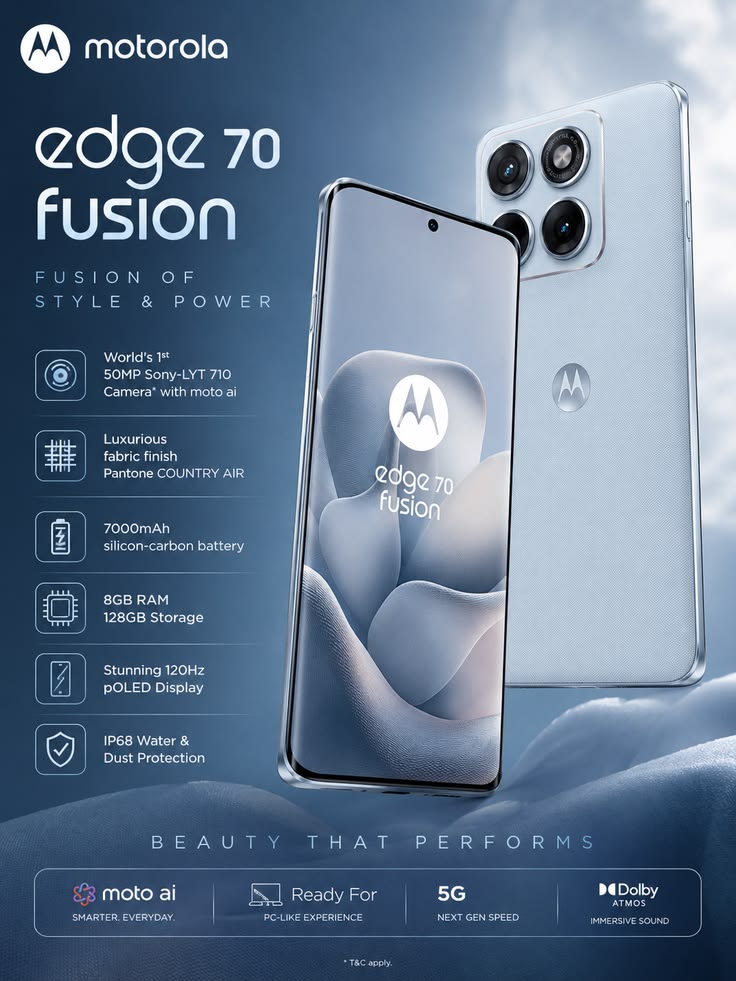 motorola
edge 70
fusion
FUSION OF
STYLE & POWER
World's 1st
50MP Sony-LYT 710
Camera* with moto ai
Luxurious
fabric finish
Pantone COUNTRY AIR
7000mAh
silicon-carbon battery
8GB RAM
128GB Storage
Stunning 120Hz
pOLED Display
IP68 Water &
Dust Protection
edge 70
fusion
BEAUTY THAT PERFORMS
moto ai
SMARTER. EVERYDAY.
Ready For
PC-LIKE EXPERIENCE
5G
NEXT GEN SPEED
Dolby
ATMOS
IMMERSIVE SOUND
* T&C apply.